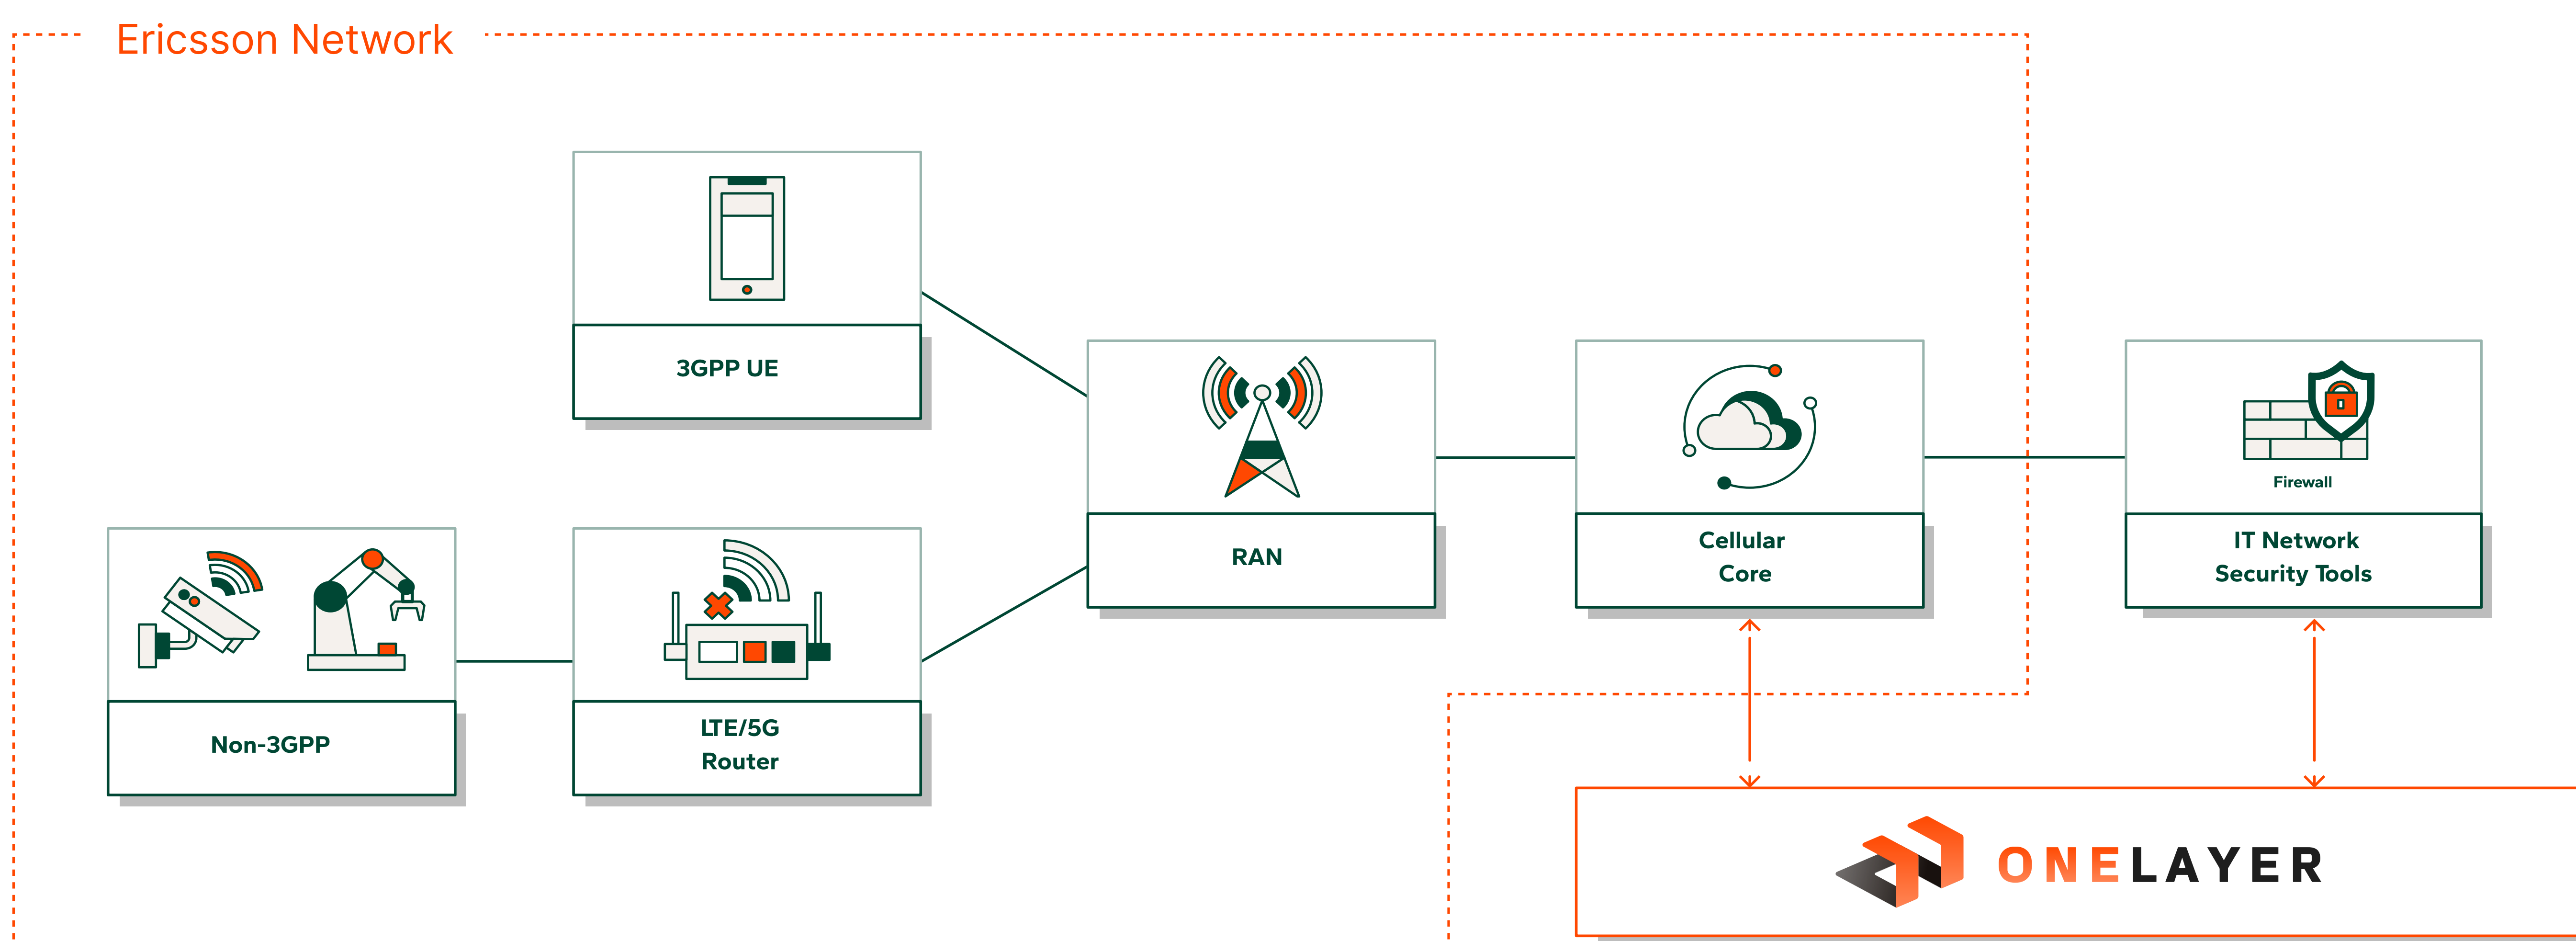 Ericsson Network
3GPP UE
Non-3GPP
LTE/5G
Router
RAN
Cellular
Core
Firewall
IT Network
Security Tools
ONELAYER